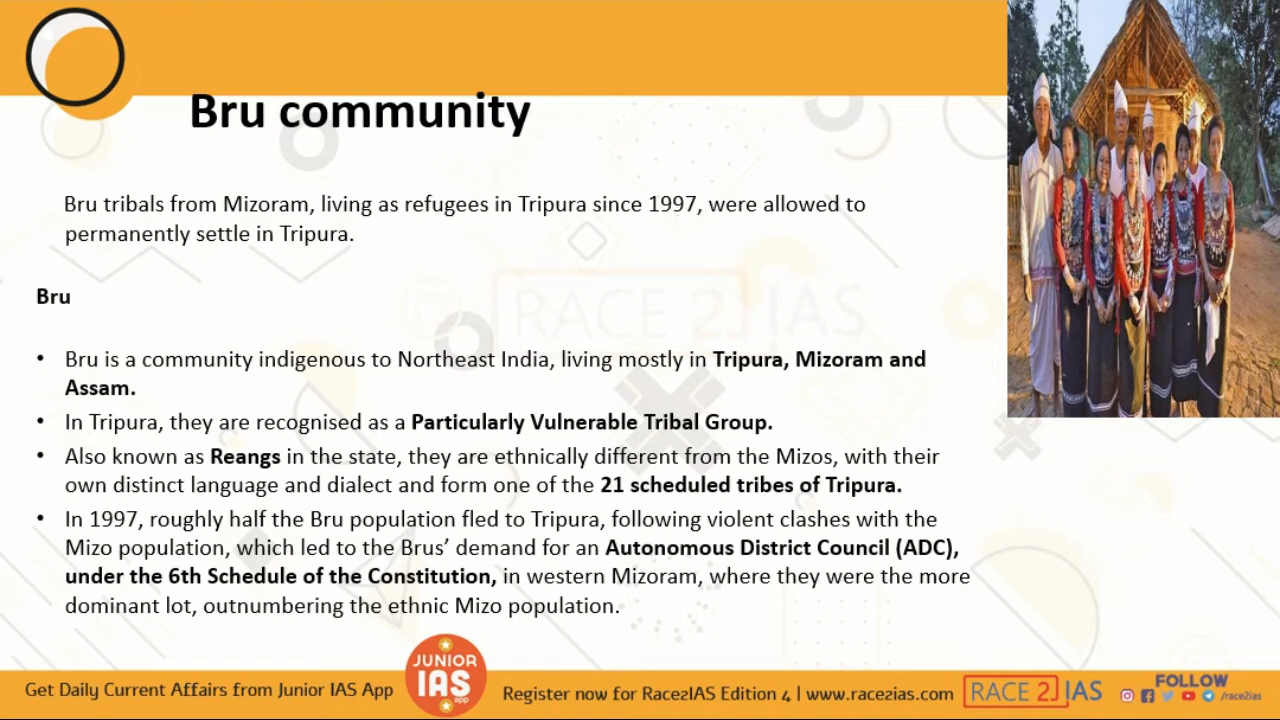 Bru community
Bru tribals from Mizoram, living as refugees in Tripura since 1997, were allowed to
permanently settle in Tripura.
Bru
RACE 2 IAS
• Bru is a community indigenous to Northeast India, living mostly in Tripura, Mizoram and
Assam.
• In Tripura, they are recognised as a Particularly Vulnerable Tribal Group.
• Also known as Reangs in the state, they are ethnically different from the Mizos, with their
own distinct language and dialect and form one of the 21 scheduled tribes of Tripura.
• In 1997, roughly half the Bru population fled to Tripura, following violent clashes with the
Mizo population, which led to the Brus’ demand for an Autonomous District Council (ADC),
under the 6th Schedule of the Constitution, in western Mizoram, where they were the more
dominant lot, outnumbering the ethnic Mizo population.
Get Daily Current Affairs from Junior IAS App
JUNIOR
IAS
app
Register now for Race2IAS Edition 4 | www.race2ias.com
RACE 2 IAS
FOLLOW
/race2ias